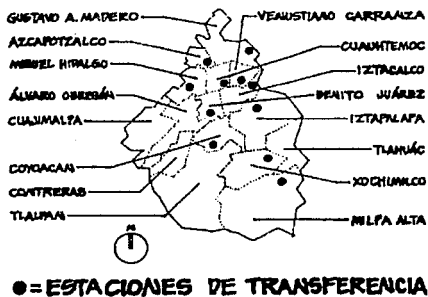 GUSTAVO A. MADERO
AZCAPOTZALCO
MIGUEL HIDALGO
ÁLVARO OBREGÓN
CUAJIMALPA
COYOACAN
CONTRERAS
TLALPAN
VENUSTIANO CARRANZA
CUAUHTEMOC
IZTACALCO
BENITO JUÁREZ
IZTAPALAPA
TLAHUÁC
XOCHIMILCO
MILPA ALTA
N
= ESTACIONES DE TRANSFERENCIA